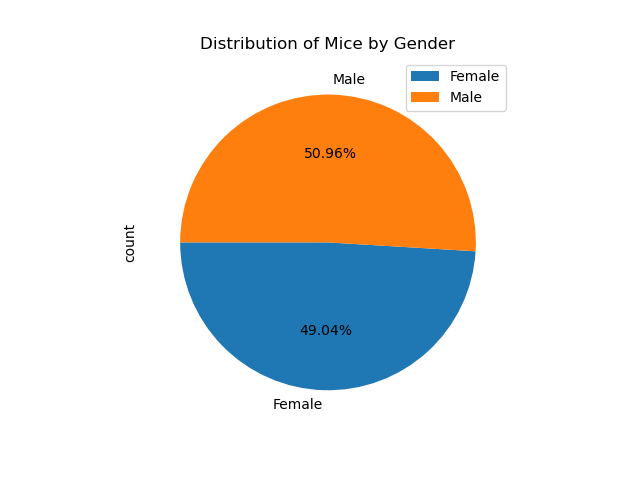 Distribution of Mice by Gender
Male
Female
Male
50.96%
count
49.04%
Female